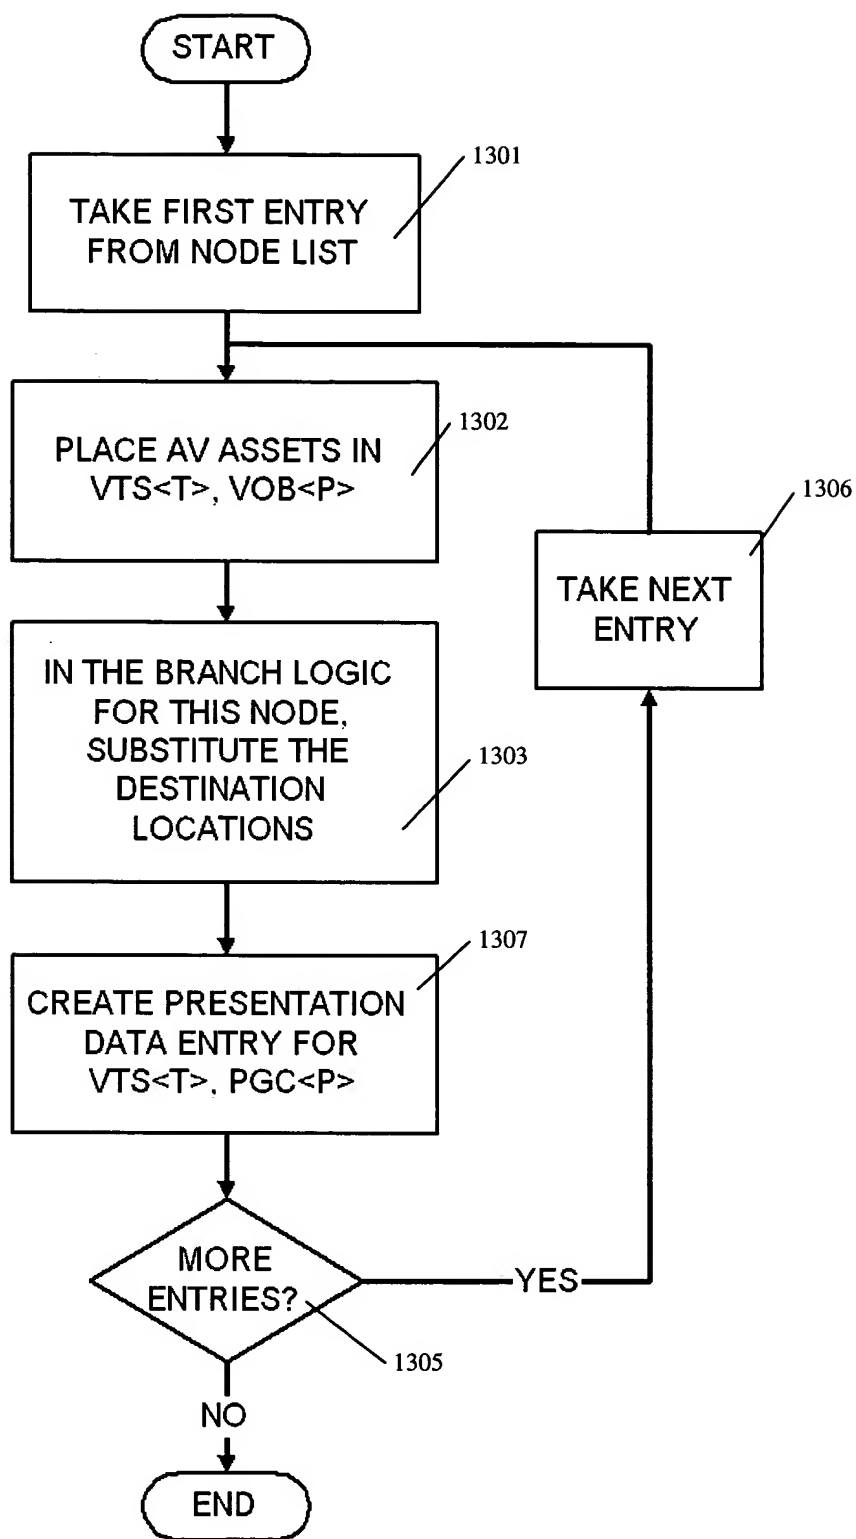 START
1301
TAKE FIRST ENTRY
FROM NODE LIST
1302
PLACE AV ASSETS IN
VTS<T>, VOB<P>
1306
TAKE NEXT
ENTRY
IN THE BRANCH LOGIC
FOR THIS NODE,
SUBSTITUTE THE
DESTINATION
LOCATIONS
1303
1307
CREATE PRESENTATION
DATA ENTRY FOR
VTS<T>, PGC<P>
MORE
ENTRIES?
YES
1305
NO
END